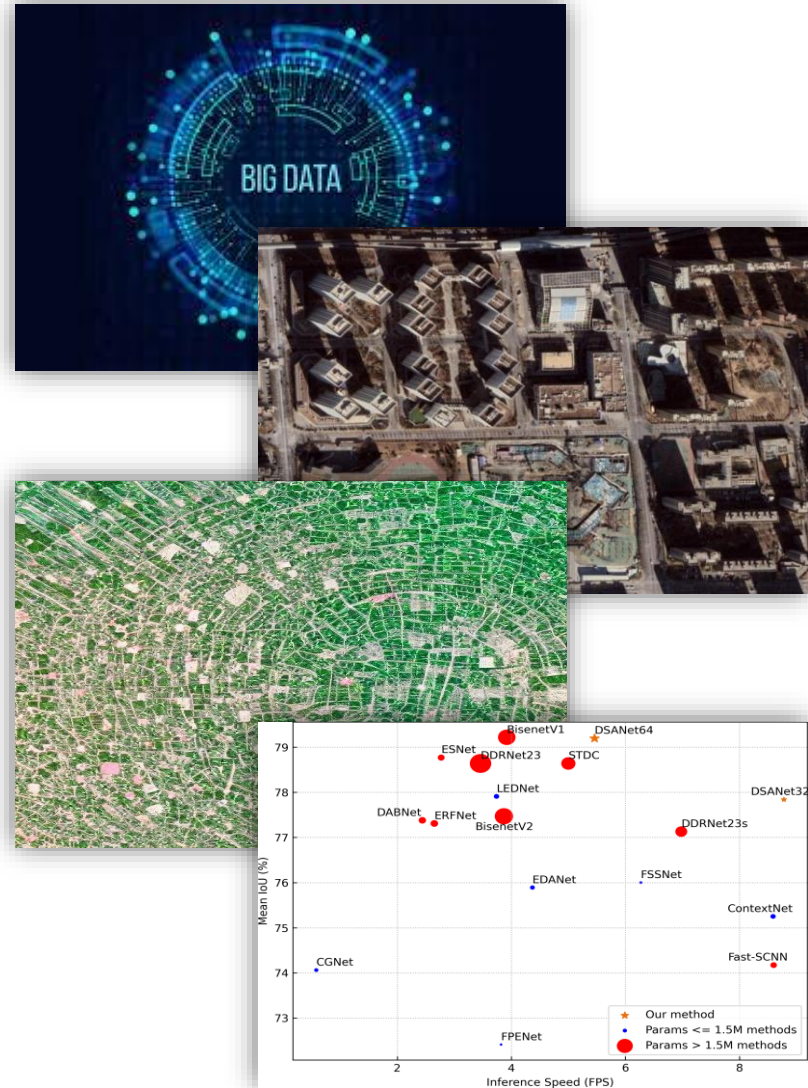 BIG DATA
BisenetV1
DSANet64
79
ESNet
DDRNet23
STDC
LEDNet
DSANet32
78
DABNet
ERFNet
BisenetV2
DDRNet23s
77
Mean IoU (%)
EDANet
FSSNet
76
ContextNet
75
Fast-SCNN
CGNet
74
Our method
Params <= 1.5M methods
Params > 1.5M methods
73
FPENet
2 4 6 8
Inference Speed (FPS)